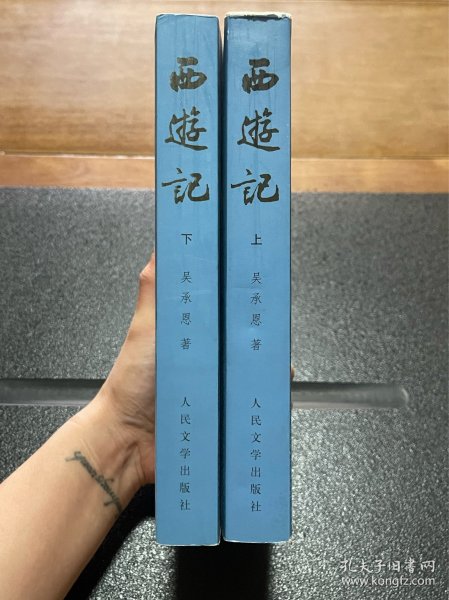 西遊記
下
吴承恩著
人民文学出版社
西遊記
上
吴承恩著
人民文学出版社
孔夫子旧书网
www.kongfz.com